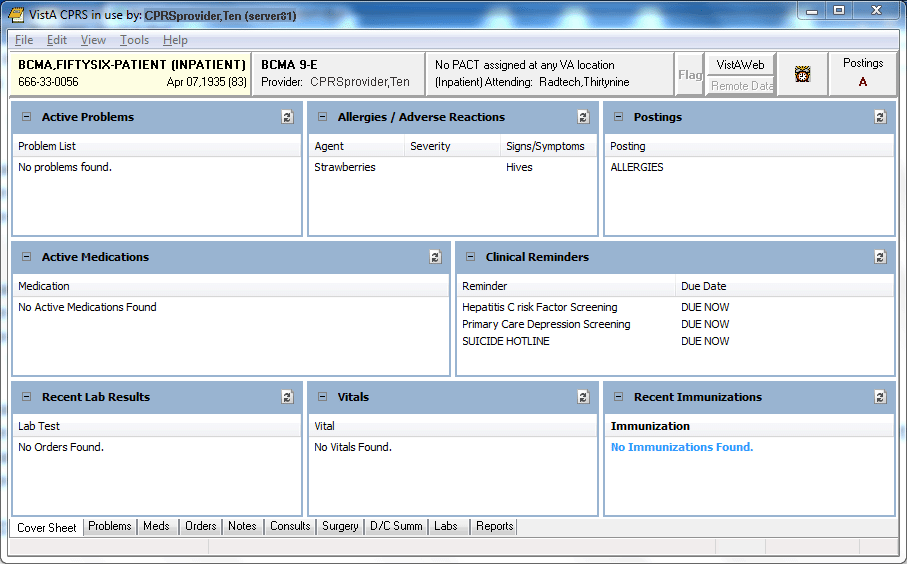 VistA CPRS in use by: CPRSprovider,Ten (server81)
File Edit View Tools Help
BCMA,FIFTYSIX-PATIENT (INPATIENT)
666-33-0056 Apr 07,1935 (83)
BCMA 9-E
Provider: CPRSprovider,Ten
No PACT assigned at any VA location
(Inpatient) Attending: Radtech,Thirtynine
Flag
VistAWeb
Remote Data
Postings
A
Active Problems
Problem List
No problems found.
Allergies / Adverse Reactions
Agent Severity Signs/Symptoms
Strawberries Hives
Postings
Posting
ALLERGIES
Active Medications
Medication
No Active Medications Found
Clinical Reminders
Reminder Due Date
Hepatitis C risk Factor Screening DUE NOW
Primary Care Depression Screening DUE NOW
SUICIDE HOTLINE DUE NOW
Recent Lab Results
Lab Test
No Orders Found.
Vitals
Vital
No Vitals Found.
Recent Immunizations
Immunization
No Immunizations Found.
Cover Sheet Problems Meds Orders Notes Consults Surgery D/C Summ Labs Reports